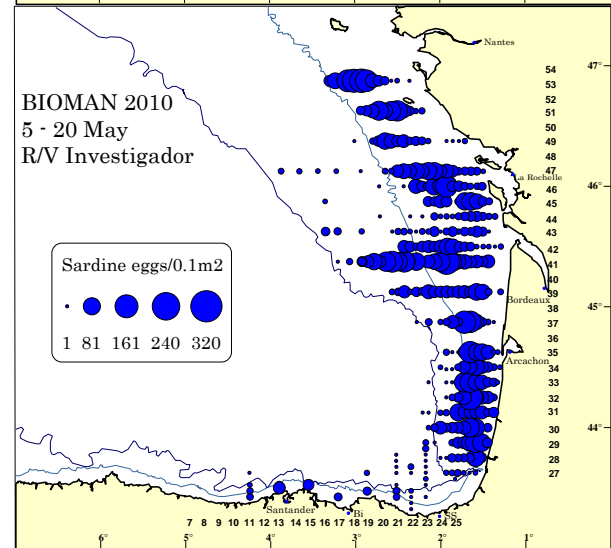 Nantes
47°
54
53
52
51
50
49
48
47
46
45
44
43
42
41
40
39
38
37
36
35
34
33
32
31
30
29
28
27
46°
45°
44°
La Rochelle
Bordeaux
Arcachon
BIOMAN 2010
5 - 20 May
R/V Investigador
Sardine eggs/0.1m2
1 81 161 240 320
Santander
Bi
SS
7 8 9 10 11 12 13 14 15 16 17 18 19 20 21 22 23 24 25
6° 5° 4° 3° 2° 1°